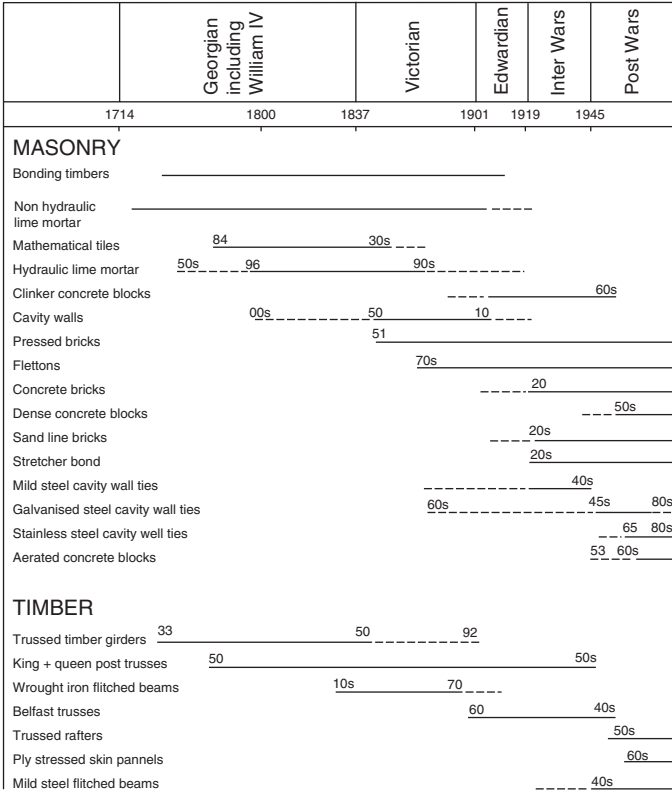 Georgian
including
William IV
Victorian
Edwardian
Inter Wars
Post Wars
1714 1800 1837 1901 1919 1945
MASONRY
Bonding timbers
Non hydraulic
lime mortar
Mathematical tiles 84 30s
Hydraulic lime mortar 50s 96 90s
Clinker concrete blocks 60s
Cavity walls 00s 50 10
Pressed bricks 51
Flettons 70s
Concrete bricks 20
Dense concrete blocks 50s
Sand line bricks 20s
Stretcher bond 20s
Mild steel cavity wall ties 40s
Galvanised steel cavity wall ties 60s 45s 80s
Stainless steel cavity well ties 65 80s
Aerated concrete blocks 53 60s
TIMBER
Trussed timber girders 33 50 92
King + queen post trusses 50 50s
Wrought iron flitched beams 10s 70
Belfast trusses 60 40s
Trussed rafters 50s
Ply stressed skin pannels 60s
Mild steel flitched beams 40s